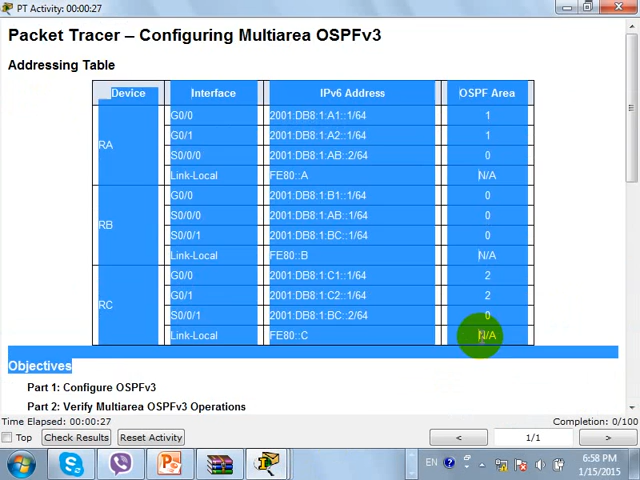 PT Activity: 00:00:27
Packet Tracer – Configuring Multiarea OSPFv3
Addressing Table
Device Interface IPv6 Address OSPF Area
RA
G0/0 2001:DB8:1:A1::1/64 1
G0/1 2001:DB8:1:A2::1/64 1
S0/0/0 2001:DB8:1:AB::2/64 0
Link-Local FE80::A N/A
RB
G0/0 2001:DB8:1:B1::1/64 0
S0/0/0 2001:DB8:1:AB::1/64 0
S0/0/1 2001:DB8:1:BC::1/64 0
Link-Local FE80::B N/A
RC
G0/0 2001:DB8:1:C1::1/64 2
G0/1 2001:DB8:1:C2::1/64 2
S0/0/1 2001:DB8:1:BC::2/64 0
Link-Local FE80::C N/A
Objectives
Part 1: Configure OSPFv3
Part 2: Verify Multiarea OSPFv3 Operations
Time Elapsed: 00:00:27 Completion: 0/100
Top Check Results Reset Activity < 1/1 >
EN 6:58 PM
1/15/2015